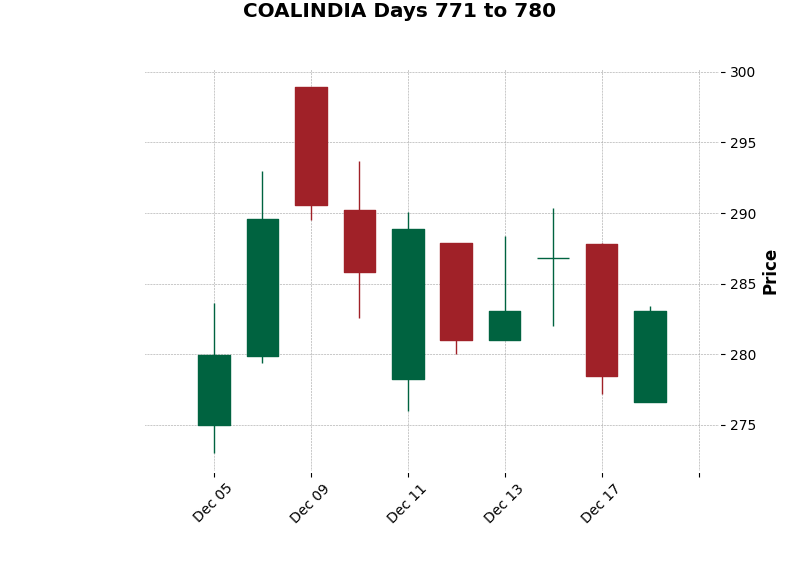 COALINDIA Days 771 to 780
300
295
290
285
280
275
Price
Dec 05
Dec 09
Dec 11
Dec 13
Dec 17